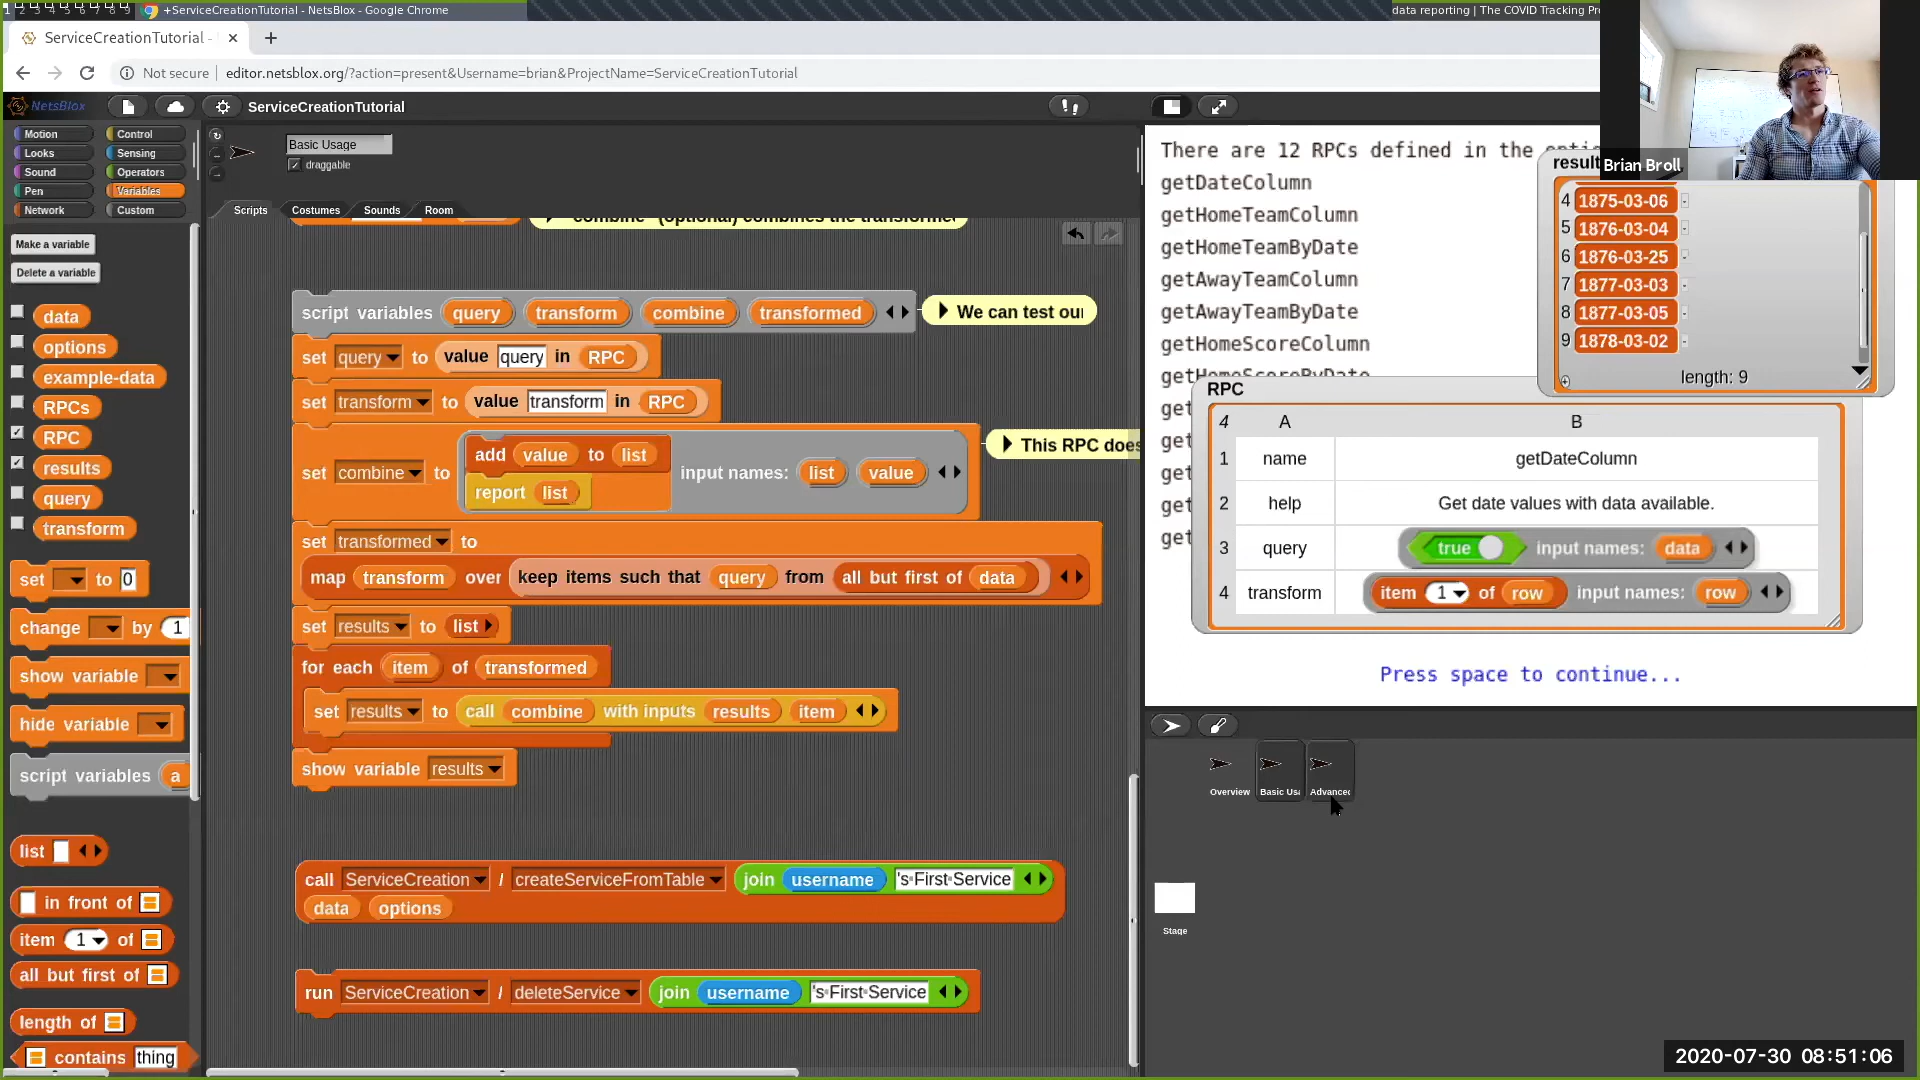 1 2 3 4 5 6 7 8 9 +ServiceCreationTutorial - NetsBlox - Google Chrome
data reporting | The COVID Tracking Pr
ServiceCreationTutorial -
Not secure editor.netsblox.org/?action=present&Username=brian&ProjectName=ServiceCreationTutorial
NetsBlox ServiceCreationTutorial
Motion Control
Looks Sensing
Sound Operators
Pen Variables
Network Custom
Make a variable
Delete a variable
data
options
example-data
RPCs
RPC
results
query
transform
set to 0
change by 1
show variable
hide variable
script variables a
list
in front of
item 1 of
all but first of
length of
contains thing
Basic Usage
draggable
Scripts Costumes Sounds Room
combine (optional) combines the transformer
script variables query transform combine transformed
We can test our
set query to value query in RPC
set transform to value transform in RPC
set combine to add value to list input names: list value
report list
This RPC does
set transformed to
map transform over keep items such that query from all but first of data
set results to list
for each item of transformed
set results to call combine with inputs results item
show variable results
call ServiceCreation / createServiceFromTable join username 's First Service
data options
run ServiceCreation / deleteService join username 's First Service
There are 12 RPCs defined in the
getDateColumn
getHomeTeamColumn
getHomeTeamByDate
getAwayTeamColumn
getAwayTeamByDate
getHomeScoreColumn
getHomeScoreByDate
get
get
get
get
get
result
Brian Broll
4 1875-03-06
5 1876-03-04
6 1876-03-25
7 1877-03-03
8 1877-03-05
9 1878-03-02
length: 9
RPC
4 A B
1 name getDateColumn
2 help Get date values with data available.
3 query true input names: data
4 transform item 1 of row input names: row
Press space to continue...
Overview Basic Usa Advanced
Stage
2020-07-30 08:51:06